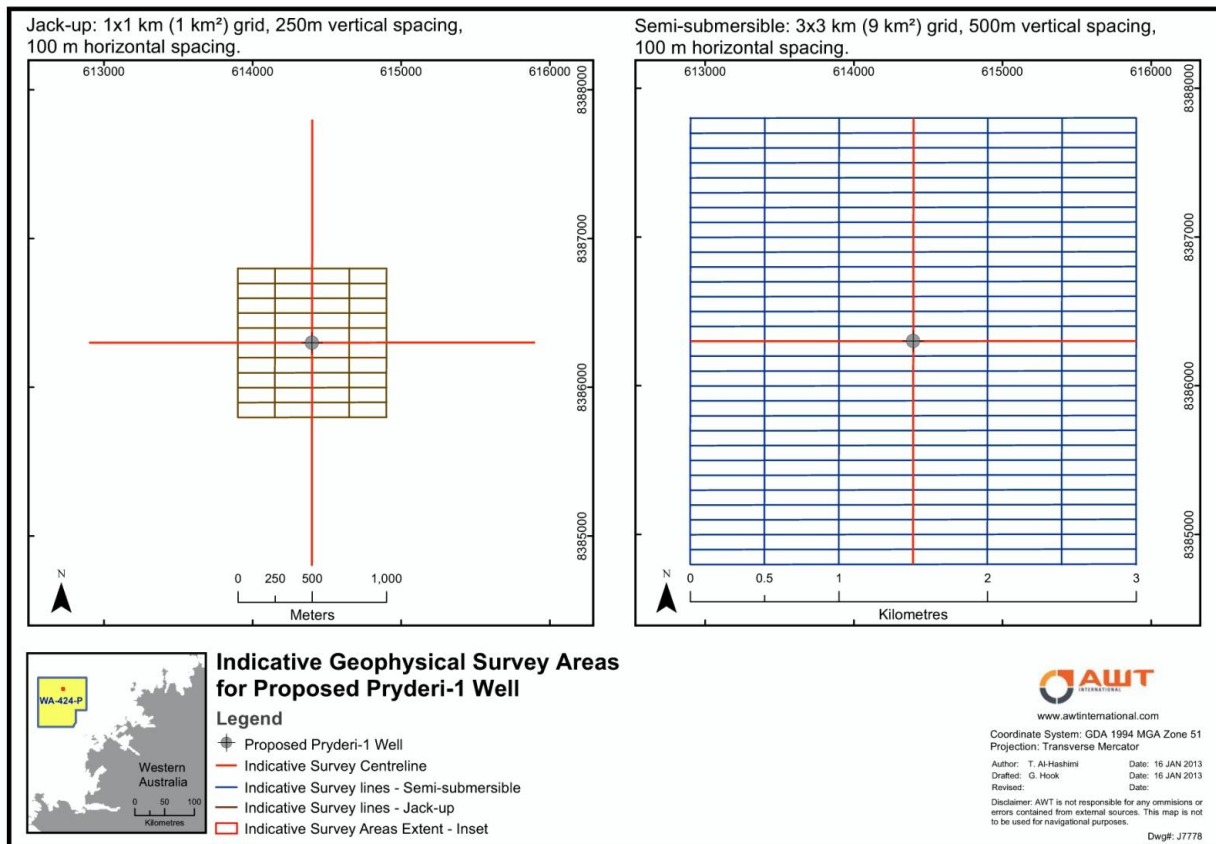 Jack-up: 1x1 km (1 km²) grid, 250m vertical spacing,
100 m horizontal spacing.
613000
614000
615000
616000
8388000
8387000
8386000
8385000
N
0
250
500
1,000
Meters
Semi-submersible: 3x3 km (9 km²) grid, 500m vertical spacing,
100 m horizontal spacing.
613000
614000
615000
616000
8388000
8387000
8386000
8385000
N
0
0.5
1
2
3
Kilometres
WA-424-P
Western
Australia
0
50
100
Kilometres
Indicative Geophysical Survey Areas
for Proposed Pryderi-1 Well
Legend
Proposed Pryderi-1 Well
Indicative Survey Centreline
Indicative Survey lines - Semi-submersible
Indicative Survey lines - Jack-up
Indicative Survey Areas Extent - Inset
AWT
INTERNATIONAL
www.awtinternational.com
Coordinate System: GDA 1994 MGA Zone 51
Projection: Transverse Mercator
Author: T. Al-Hashimi Date: 16 JAN 2013
Drafted: G. Hook Date: 16 JAN 2013
Revised: Date:
Disclaimer: AWT is not responsible for any ommisions or
errors contained from external sources. This map is not
to be used for navigational purposes.
Dwg#: J7778